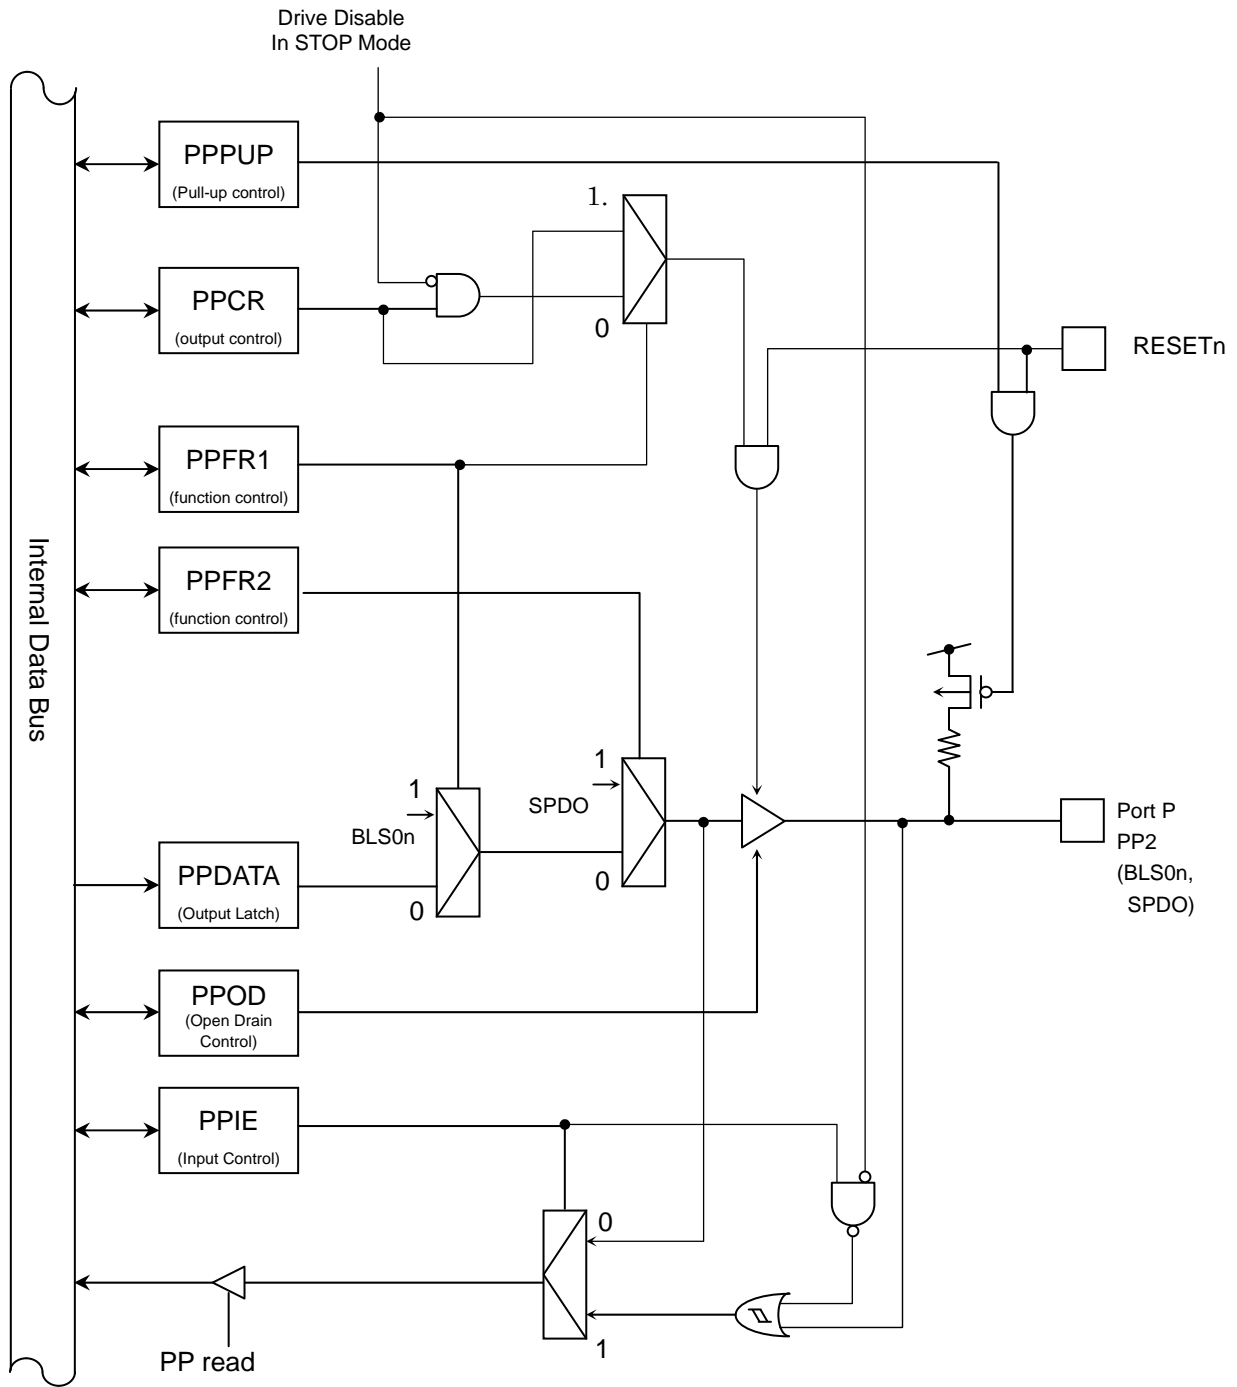 Drive Disable
In STOP Mode
PPPUP
(Pull-up control)
1.
PPCR
(output control)
0
RESETn
PPFR1
(function control)
PPFR2
(function control)
Internal Data Bus
1
SPDO
1
BLS0n
Port P
PP2
(BLS0n,
SPDO)
PPDATA
(Output Latch)
0
0
PPOD
(Open Drain
Control)
PPIE
(Input Control)
0
1
PP read